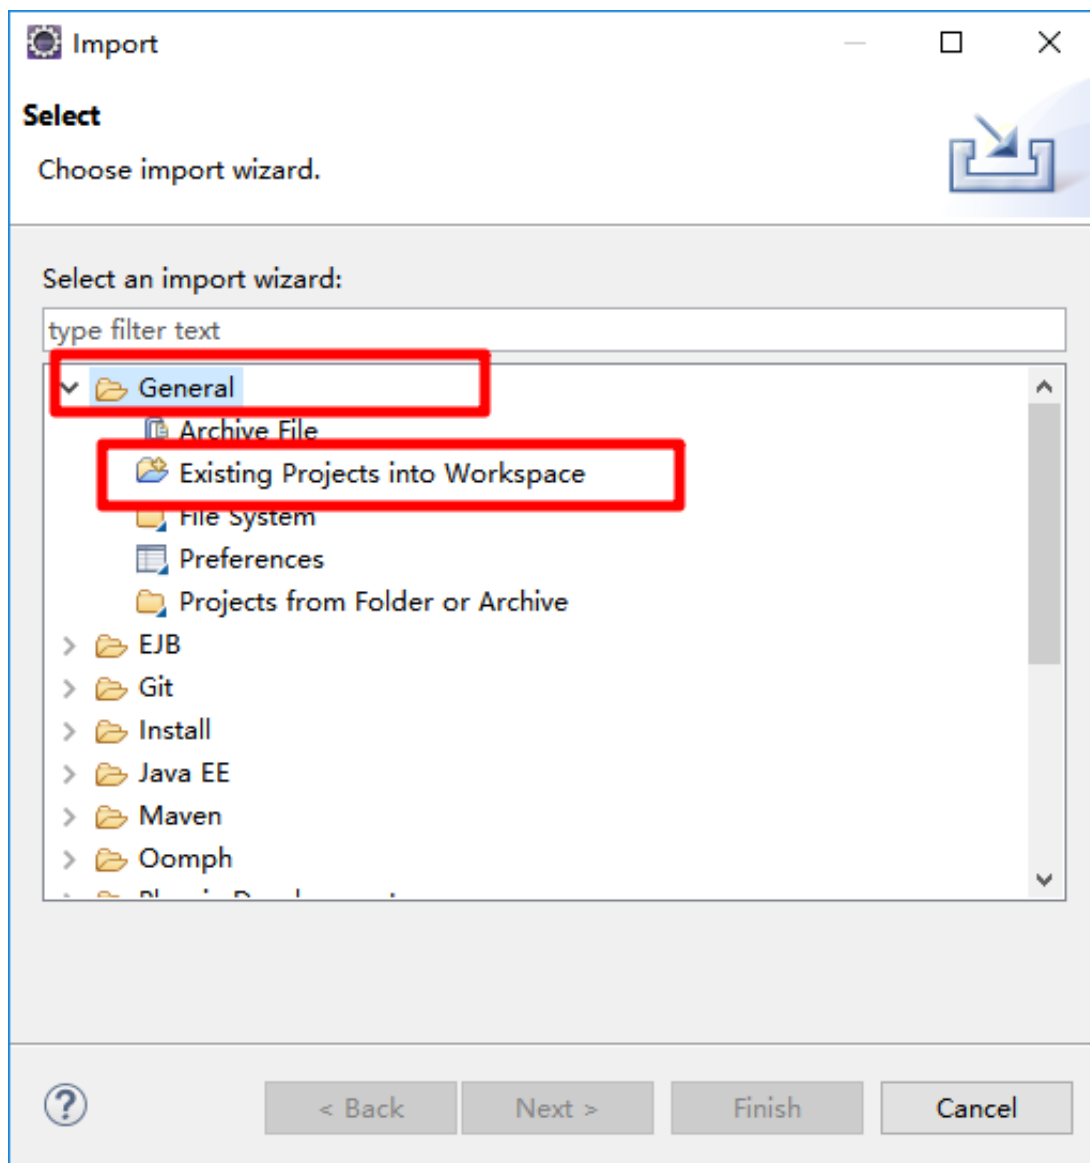 Import
Select
Choose import wizard.
Select an import wizard:
type filter text
General
Archive File
Existing Projects into Workspace
File System
Preferences
Projects from Folder or Archive
EJB
Git
Install
Java EE
Maven
Oomph
?
< Back
Next >
Finish
Cancel